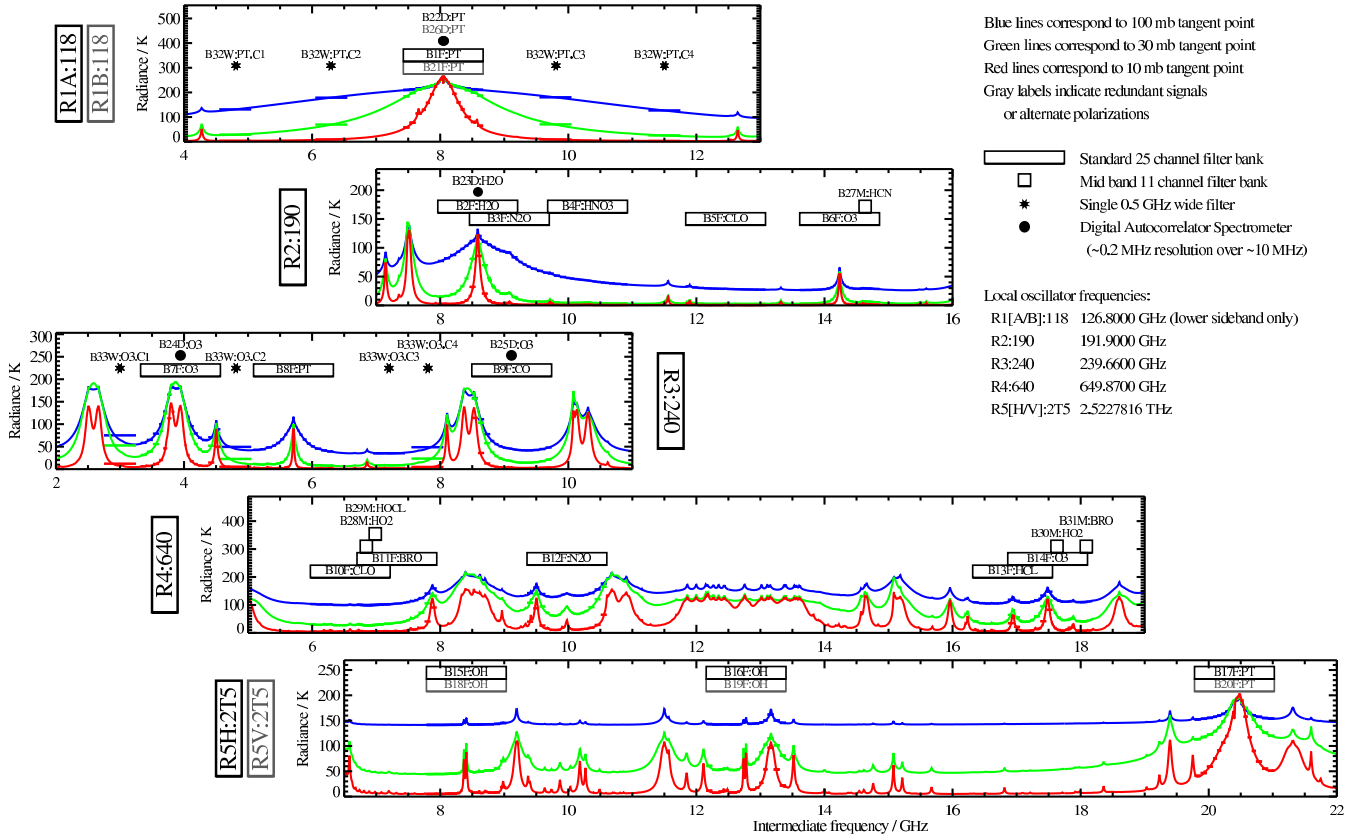 R1A:118
R1B:118
Radiance / K
500
400
300
200
100
0
B22D:PT
B26D:PT
B32W:PT.C1
B32W:PT.C2
B32W:PT.C3
B32W:PT.C4
B1F:PT
B21F:PT
4
6
8
10
12
Blue lines correspond to 100 mb tangent point
Green lines correspond to 30 mb tangent point
Red lines correspond to 10 mb tangent point
Gray labels indicate redundant signals
or alternate polarizations
Standard 25 channel filter bank
Mid band 11 channel filter bank
Single 0.5 GHz wide filter
Digital Autocorrelator Spectrometer
(~0.2 MHz resolution over ~10 MHz)
Local oscillator frequencies:
R1[A/B]:118 126.8000 GHz (lower sideband only)
R2:190 191.9000 GHz
R3:240 239.6600 GHz
R4:640 649.8700 GHz
R5[H/V]:2T5 2.5227816 THz
R2:190
Radiance / K
200
150
100
50
0
B23D:H2O
B27M:HCN
B2F:H2O
B4F:HNO3
B3F:N2O
B5F:CLO
B6F:O3
8
10
12
14
16
Radiance / K
300
250
200
150
100
50
0
B33W:O3.C1
B24D:O3
B33W:O3.C2
B33W:O3.C4
B33W:O3.C3
B25D:O3
B7F:O3
B8F:PT
B9F:CO
2
4
6
8
10
R3:240
R4:640
Radiance / K
400
300
200
100
0
B29M:HOCL
B28M:HO2
B11F:BRO
B10F:CLO
B12F:N2O
B31M:BRO
B30M:HO2
B14F:O3
B13F:HCL
6
8
10
12
14
16
18
R5H:2T5
R5V:2T5
Radiance / K
250
200
150
100
50
0
B15F:OH
B18F:OH
B16F:OH
B19F:OH
B17F:PT
B20F:PT
8
10
12
14
16
18
20
22
Intermediate frequency / GHz